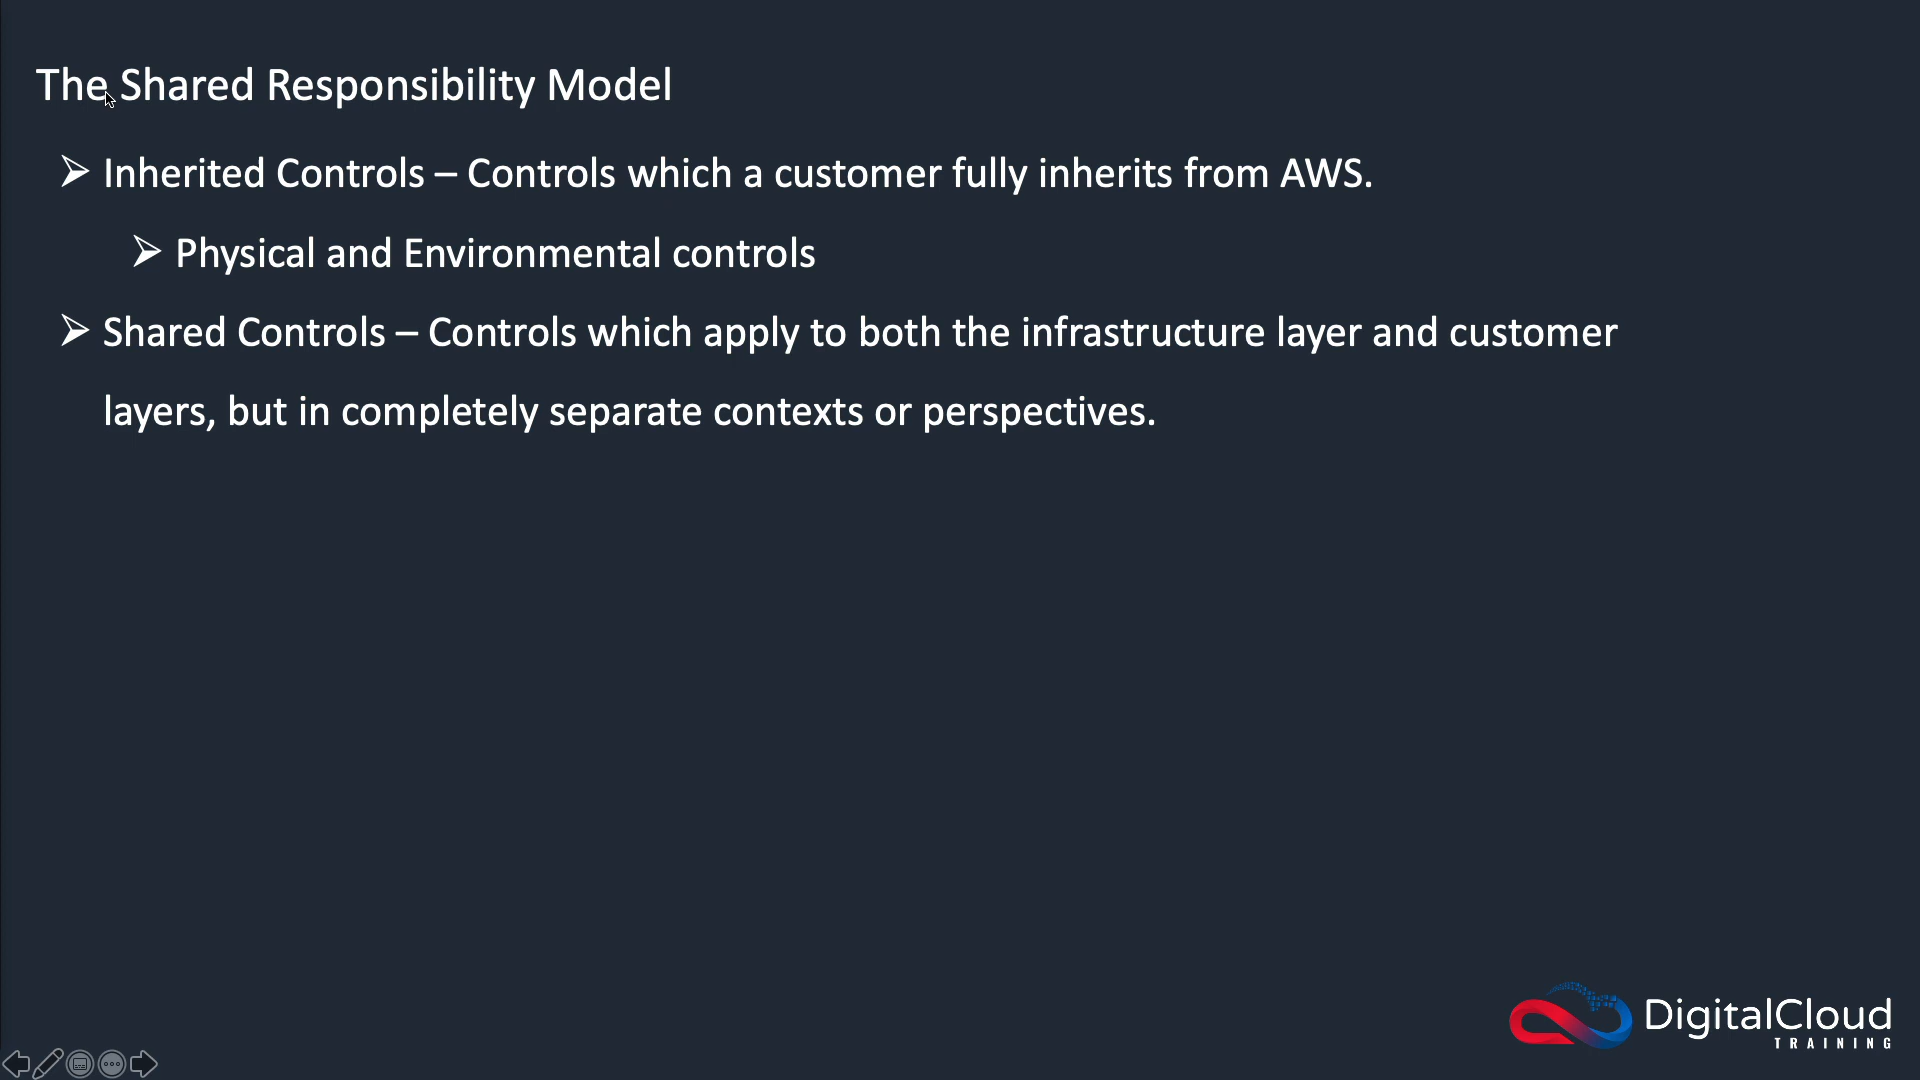 The Shared Responsibility Model
➢ Inherited Controls – Controls which a customer fully inherits from AWS.
➢ Physical and Environmental controls
➢ Shared Controls – Controls which apply to both the infrastructure layer and customer
layers, but in completely separate contexts or perspectives.
DigitalCloud
TRAINING